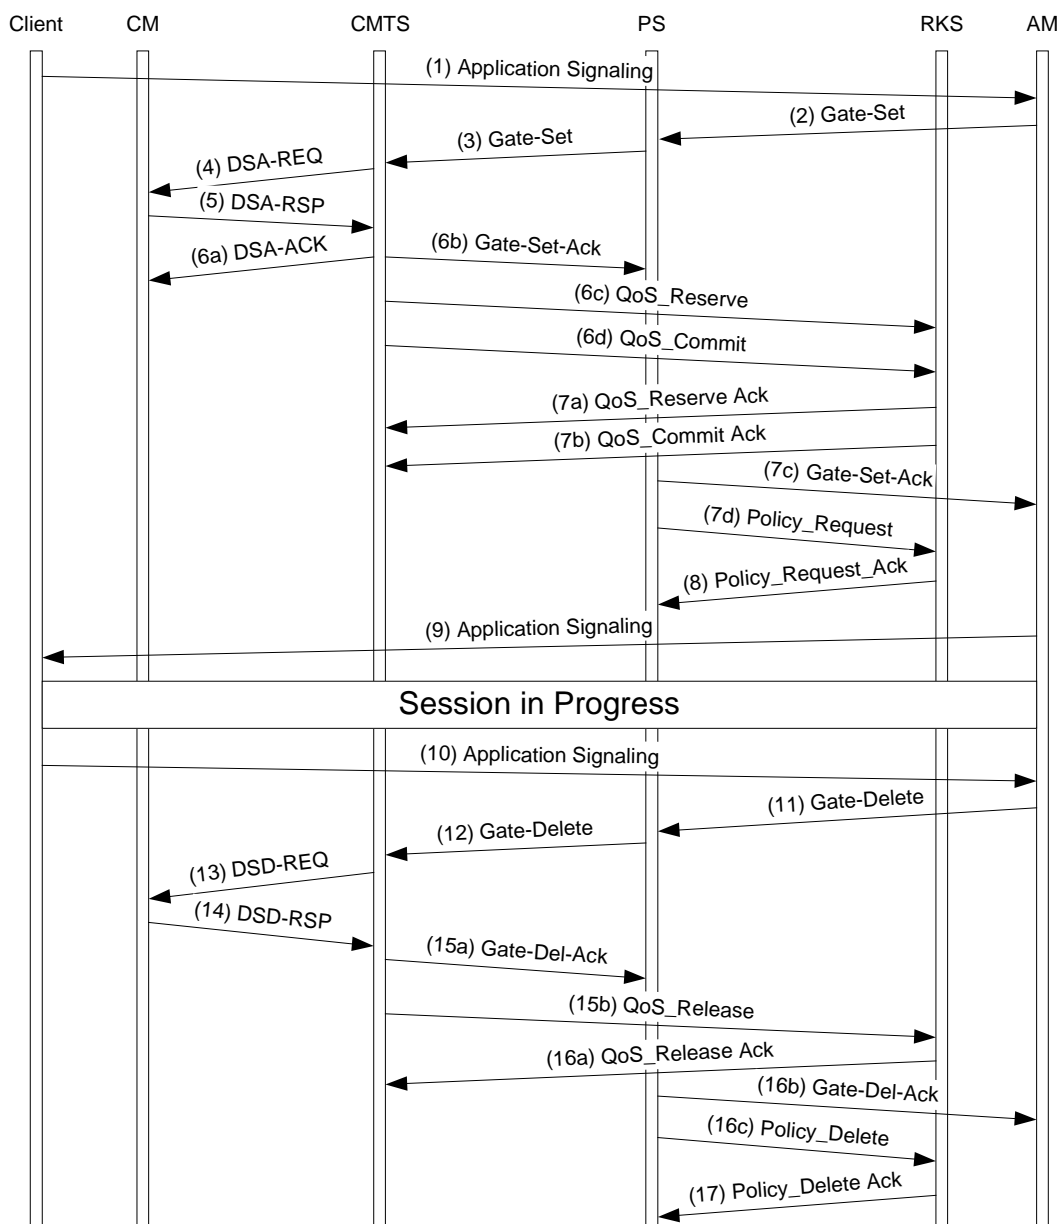 Client CM CMTS PS RKS AM
(1) Application Signaling
(2) Gate-Set
(3) Gate-Set
(4) DSA-REQ
(5) DSA-RSP
(6a) DSA-ACK
(6b) Gate-Set-Ack
(6c) QoS_Reserve
(6d) QoS_Commit
(7a) QoS_Reserve Ack
(7b) QoS_Commit Ack
(7c) Gate-Set-Ack
(7d) Policy_Request
(8) Policy_Request_Ack
(9) Application Signaling
Session in Progress
(10) Application Signaling
(11) Gate-Delete
(12) Gate-Delete
(13) DSD-REQ
(14) DSD-RSP
(15a) Gate-Del-Ack
(15b) QoS_Release
(16a) QoS_Release Ack
(16b) Gate-Del-Ack
(16c) Policy_Delete
(17) Policy_Delete Ack